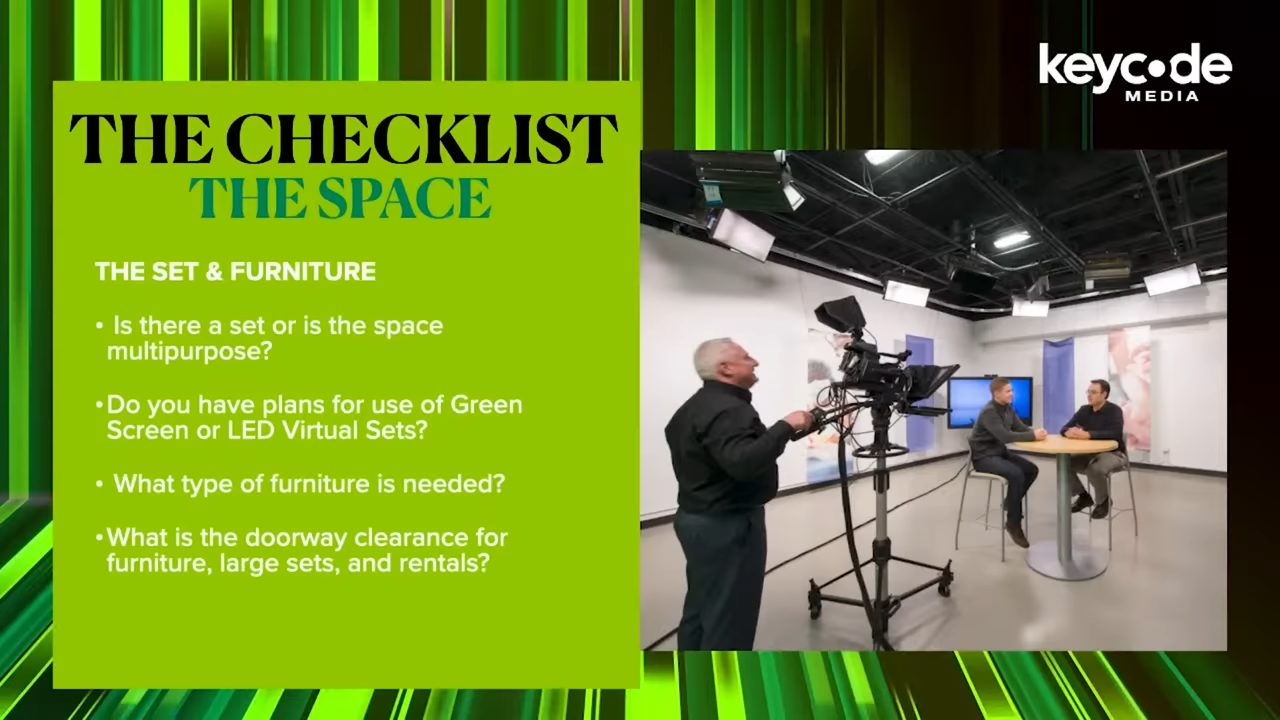 keycode
MEDIA
THE CHECKLIST
THE SPACE
THE SET & FURNITURE
• Is there a set or is the space
multipurpose?
• Do you have plans for use of Green
Screen or LED Virtual Sets?
• What type of furniture is needed?
• What is the doorway clearance for
furniture, large sets, and rentals?